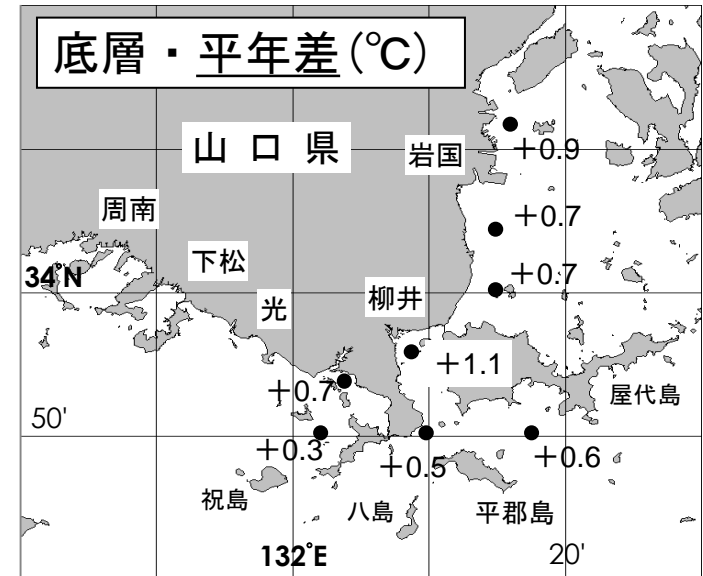 底層・平年差(℃)
山口県
岩国
+0.9
周南
+0.7
下松
34°N
+0.7
柳井
光
+1.1
+0.7
屋代島
50'
+0.3
+0.5
+0.6
祝島
八島
平郡島
132°E
20'